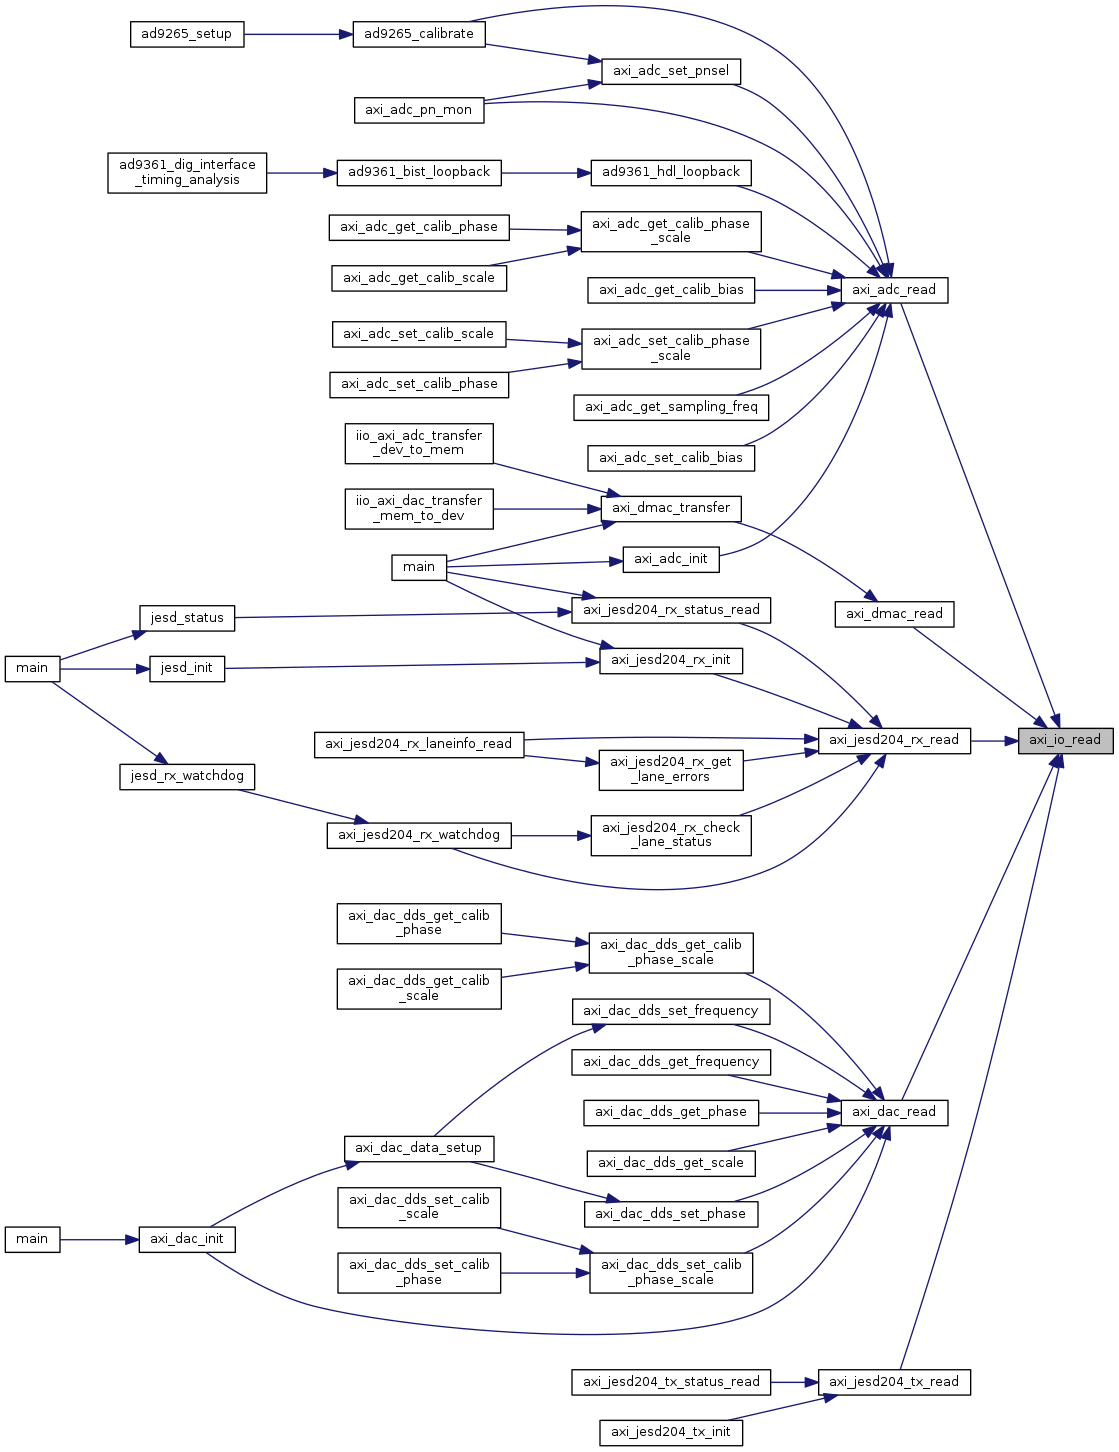 ad9265_setup
ad9265_calibrate
axi_adc_set_pnsel
axi_adc_pn_mon
ad9361_dig_interface
_timing_analysis
ad9361_bist_loopback
ad9361_hdl_loopback
axi_adc_get_calib_phase
axi_adc_get_calib_phase
_scale
axi_adc_get_calib_scale
axi_adc_get_calib_bias
axi_adc_read
axi_adc_set_calib_scale
axi_adc_set_calib_phase
_scale
axi_adc_set_calib_phase
axi_adc_get_sampling_freq
iio_axi_adc_transfer
_dev_to_mem
axi_adc_set_calib_bias
iio_axi_dac_transfer
_mem_to_dev
axi_dmac_transfer
main
axi_adc_init
jesd_status
axi_jesd204_rx_status_read
axi_dmac_read
main
jesd_init
axi_jesd204_rx_init
axi_jesd204_rx_laneinfo_read
axi_jesd204_rx_read
axi_io_read
jesd_rx_watchdog
axi_jesd204_rx_get
_lane_errors
axi_jesd204_rx_watchdog
axi_jesd204_rx_check
_lane_status
axi_dac_dds_get_calib
_phase
axi_dac_dds_get_calib
_phase_scale
axi_dac_dds_get_calib
_scale
axi_dac_dds_set_frequency
axi_dac_dds_get_frequency
axi_dac_dds_get_phase
axi_dac_read
axi_dac_data_setup
axi_dac_dds_get_scale
axi_dac_dds_set_calib
_scale
axi_dac_dds_set_phase
main
axi_dac_init
axi_dac_dds_set_calib
_phase
axi_dac_dds_set_calib
_phase_scale
axi_jesd204_tx_status_read
axi_jesd204_tx_read
axi_jesd204_tx_init